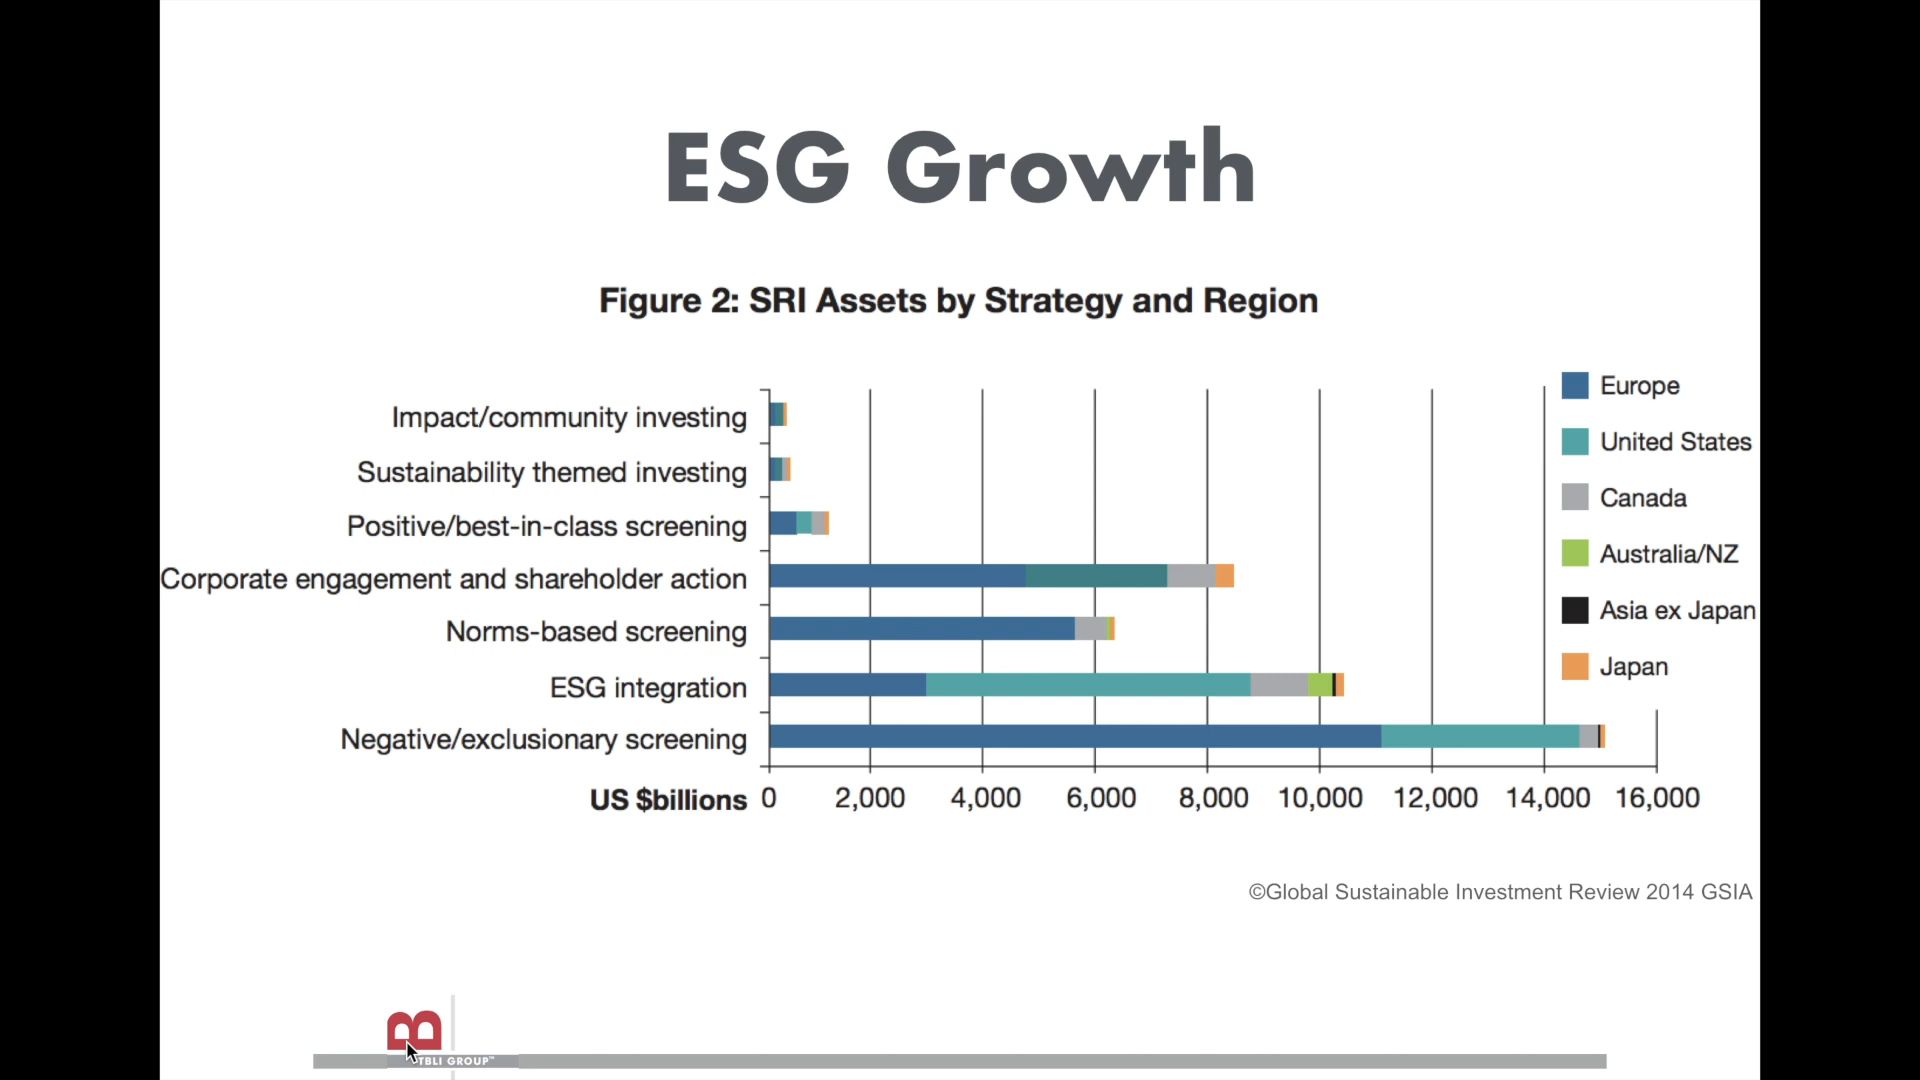 ESG Growth
Figure 2: SRI Assets by Strategy and Region
Impact/community investing
Sustainability themed investing
Positive/best-in-class screening
Corporate engagement and shareholder action
Norms-based screening
ESG integration
Negative/exclusionary screening
US $billions 0 2,000 4,000 6,000 8,000 10,000 12,000 14,000 16,000
Europe
United States
Canada
Australia/NZ
Asia ex Japan
Japan
©Global Sustainable Investment Review 2014 GSIA
B
TBLI GROUP™